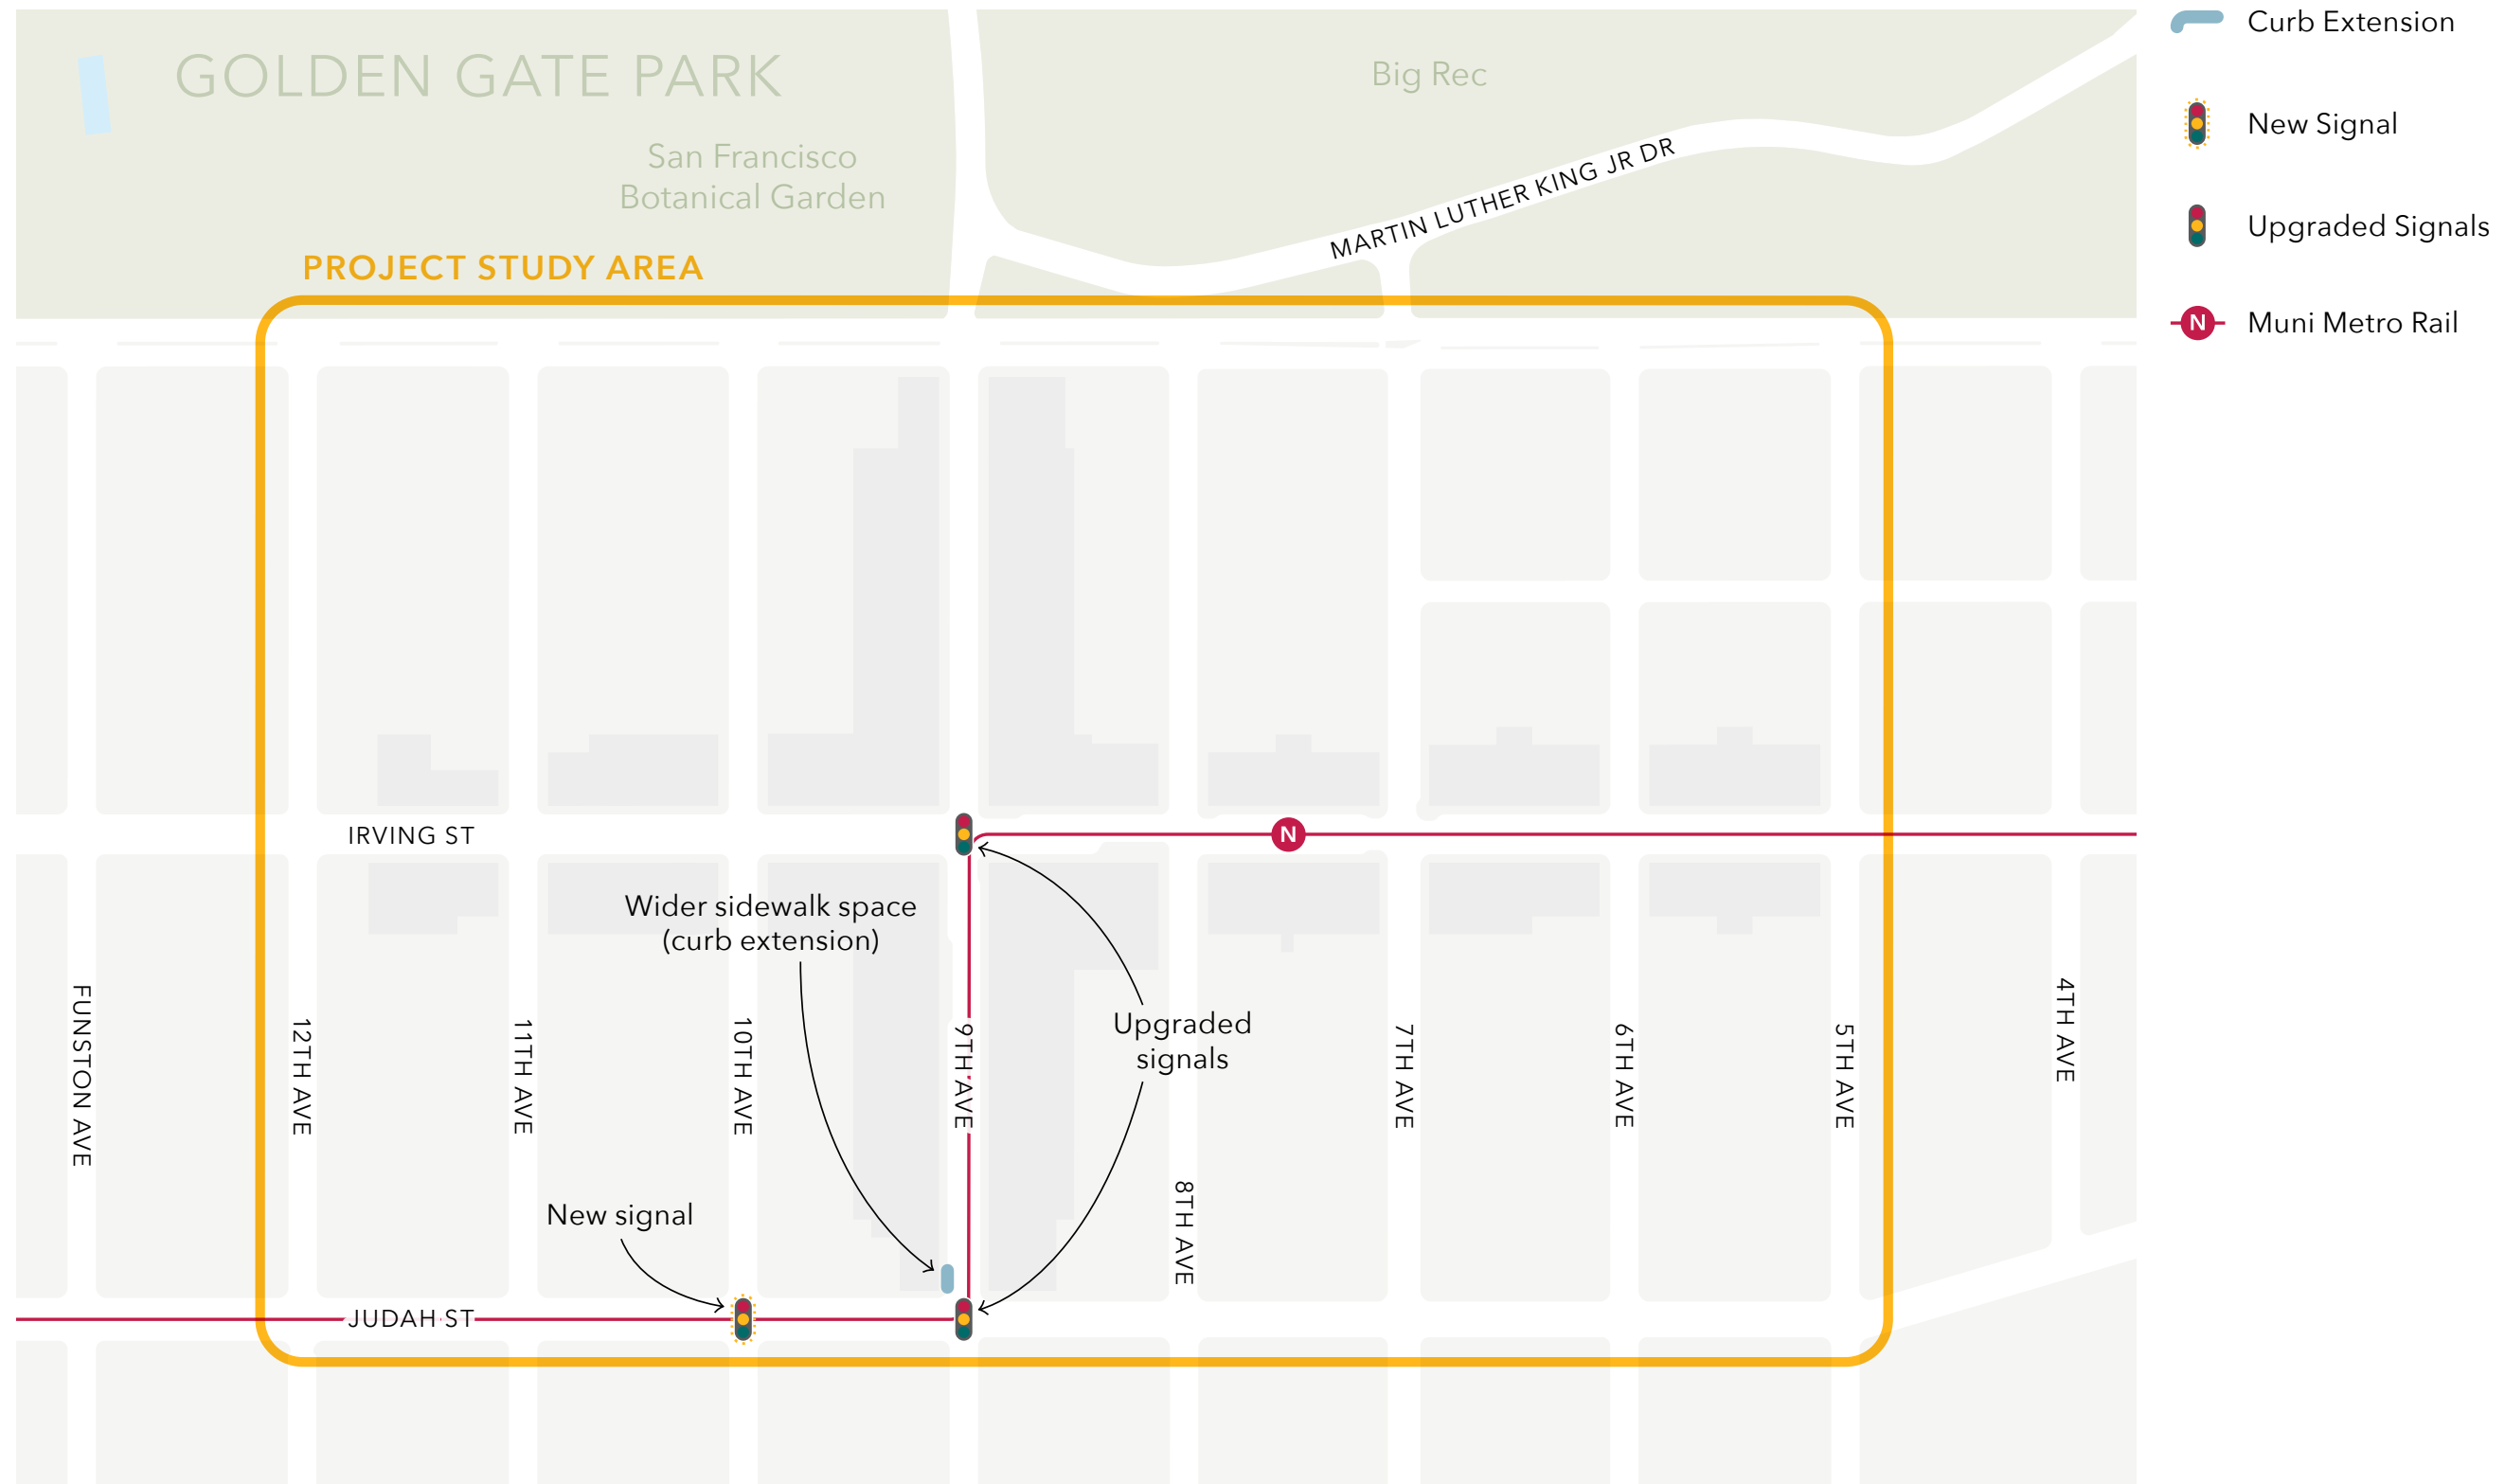 GOLDEN GATE PARK
Big Rec
San Francisco
Botanical Garden
MARTIN LUTHER KING JR DR
PROJECT STUDY AREA
Curb Extension
New Signal
Upgraded Signals
N
Muni Metro Rail
IRVING ST
N
Wider sidewalk space
(curb extension)
Upgraded
signals
FUNSTON AVE
12TH AVE
11TH AVE
10TH AVE
9TH AVE
8TH AVE
7TH AVE
6TH AVE
5TH AVE
4TH AVE
New signal
JUDAH ST